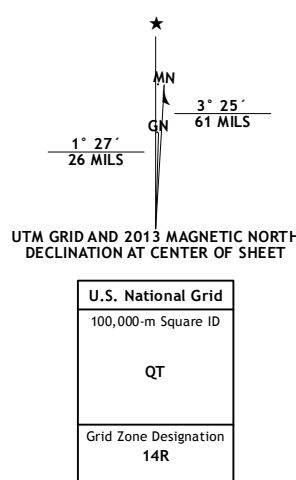 ★
MN
3° 25´
61 MILS
GN
1° 27´
26 MILS
UTM GRID AND 2013 MAGNETIC NORTH
DECLINATION AT CENTER OF SHEET
U.S. National Grid
100,000-m Square ID
QT
Grid Zone Designation
14R